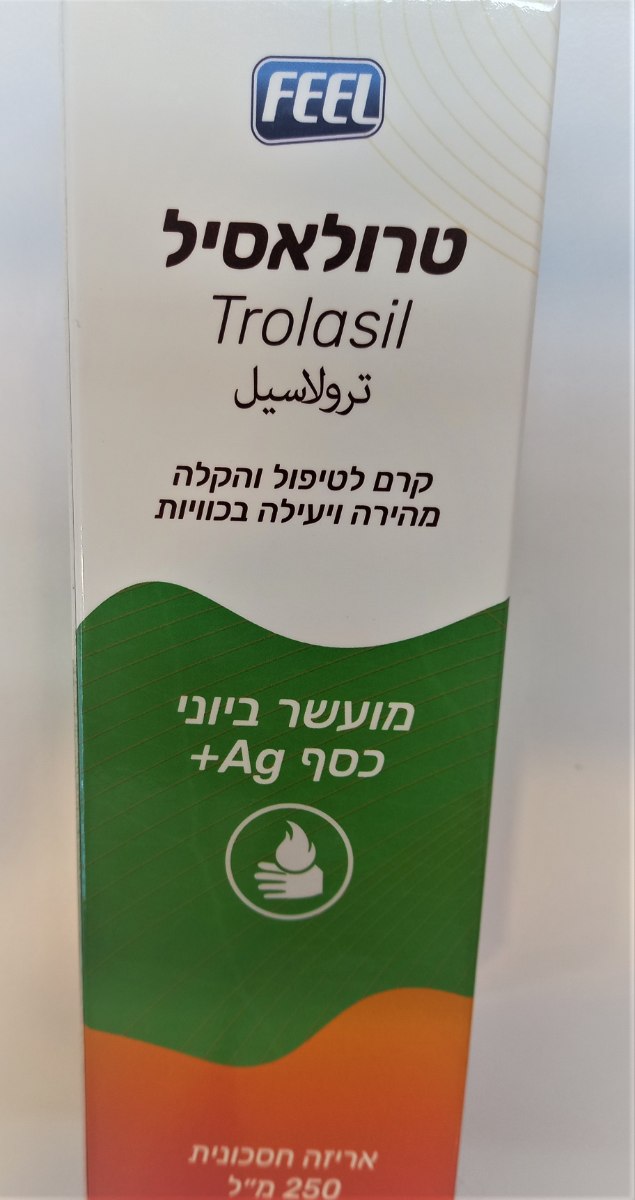 FEEL
טרולאסיל
Trolasil
ترولاسيل
קרם לטיפול והקלה
מהירה ויעילה בכוויות
מועשר ביוני
כסף Ag+
אריזה חסכונית
250 מ״ל